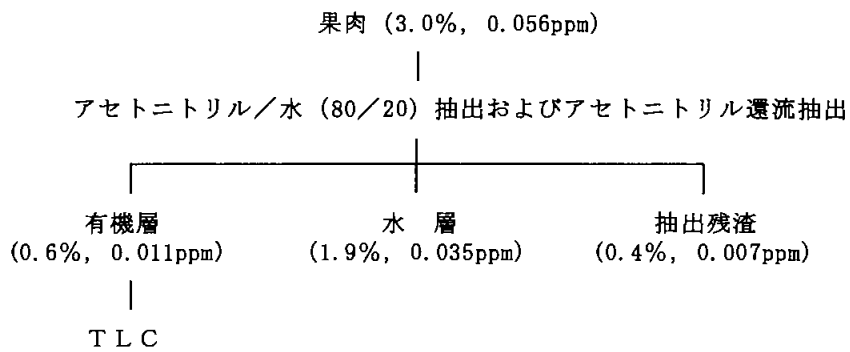 果肉 (3.0%, 0.056ppm)
アセトニトリル／水 (80／20) 抽出およびアセトニトリル還流抽出
有機層 水 層 抽出残渣
(0.6%, 0.011ppm) (1.9%, 0.035ppm) (0.4%, 0.007ppm)
ＴＬＣ